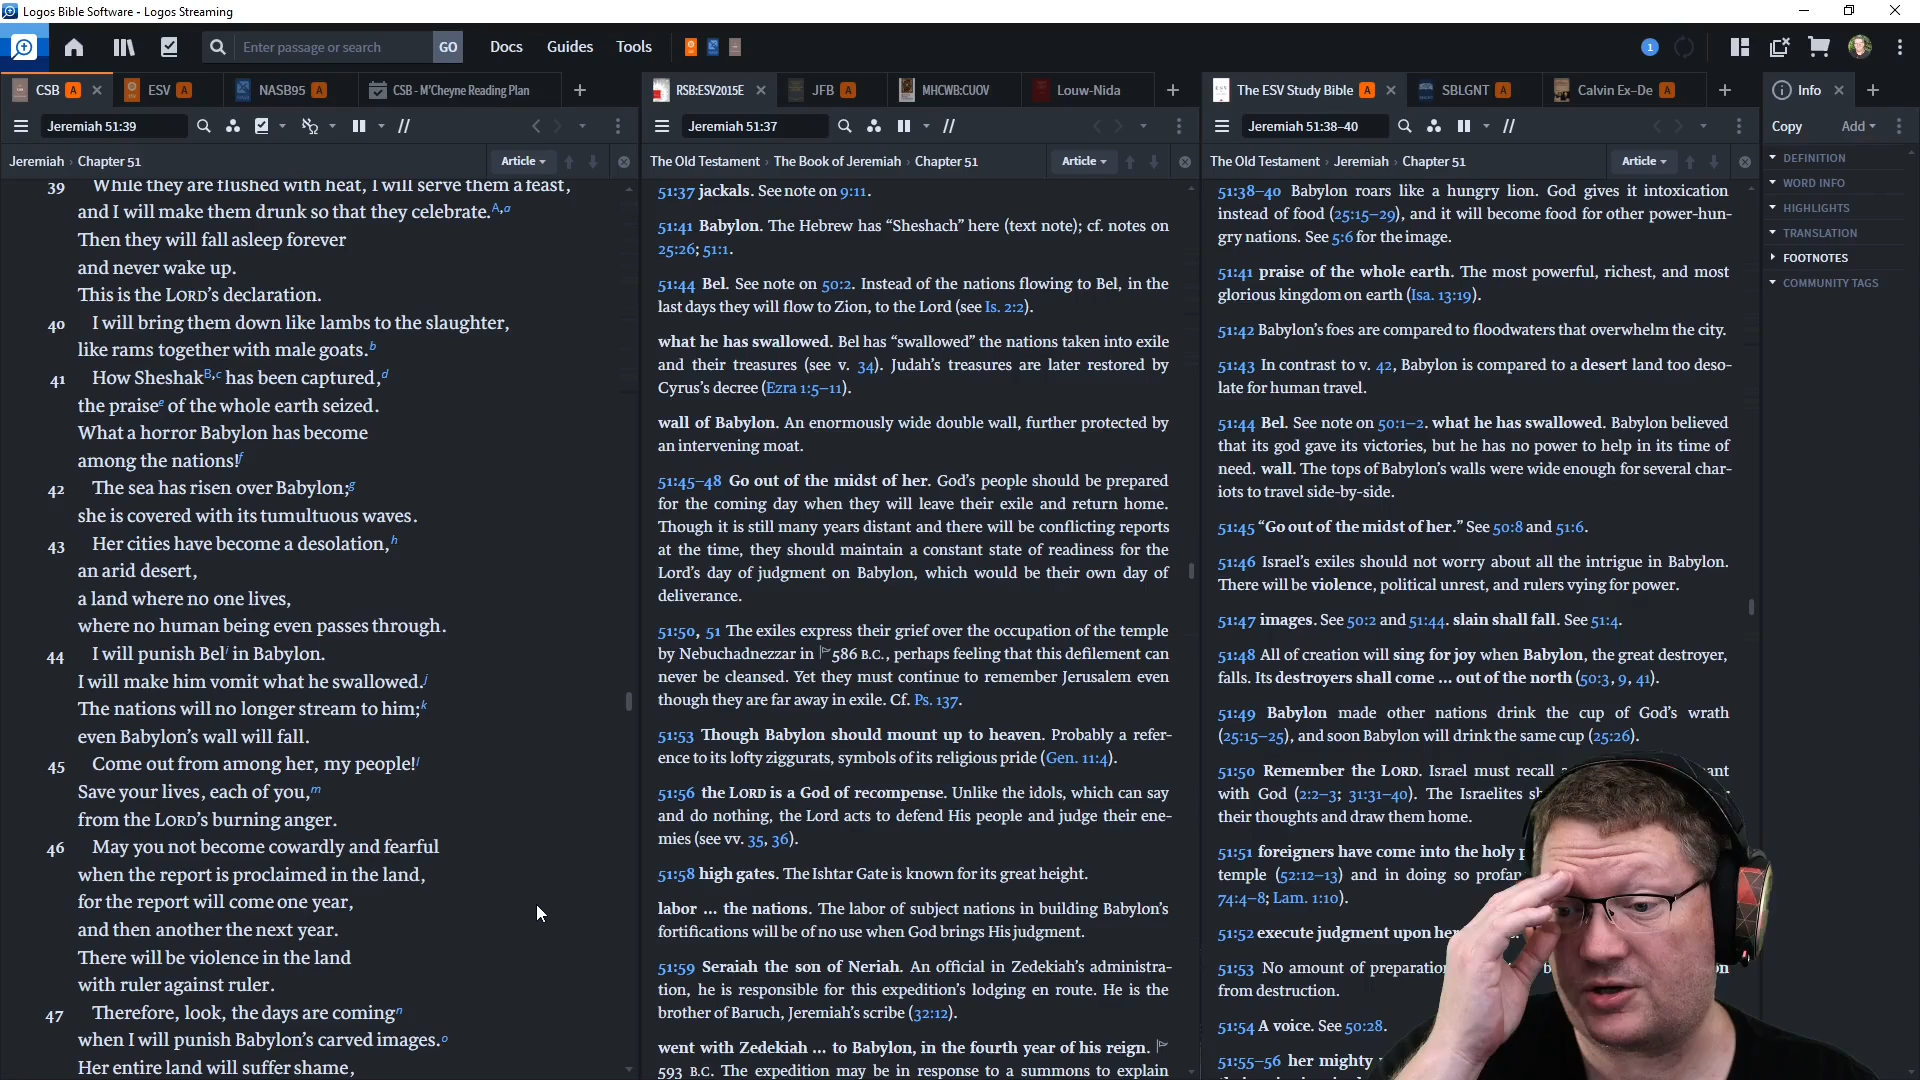 Logos Bible Software - Logos Streaming
Enter passage or search
GO
Docs
Guides
Tools
1
CSB A
ESV A
NASB95 A
CSB - M'Cheyne Reading Plan
RSB:ESV2015E
JFB A
MHCWB:CUOV
Louw-Nida
The ESV Study Bible A
SBLGNT A
Calvin Ex–De A
Info
Jeremiah 51:39
Jeremiah 51:37
Jeremiah 51:38–40
Copy
Add
Jeremiah › Chapter 51
Article
The Old Testament › The Book of Jeremiah › Chapter 51
Article
The Old Testament › Jeremiah › Chapter 51
Article
39 While they are flushed with heat, I will serve them a feast,
and I will make them drunk so that they celebrate.A,a
Then they will fall asleep forever
and never wake up.
This is the LORD's declaration.
40 I will bring them down like lambs to the slaughter,
like rams together with male goats.b
41 How SheshakB,c has been captured,d
the praisee of the whole earth seized.
What a horror Babylon has become
among the nations!f
42 The sea has risen over Babylon;g
she is covered with its tumultuous waves.
43 Her cities have become a desolation,h
an arid desert,
a land where no one lives,
where no human being even passes through.
44 I will punish Beli in Babylon.
I will make him vomit what he swallowed.j
The nations will no longer stream to him;k
even Babylon's wall will fall.
45 Come out from among her, my people!l
Save your lives, each of you,m
from the LORD's burning anger.
46 May you not become cowardly and fearful
when the report is proclaimed in the land,
for the report will come one year,
and then another the next year.
There will be violence in the land
with ruler against ruler.
47 Therefore, look, the days are comingn
when I will punish Babylon's carved images.o
Her entire land will suffer shame,
51:37 jackals. See note on 9:11.
51:41 Babylon. The Hebrew has “Sheshach” here (text note); cf. notes on
25:26; 51:1.
51:44 Bel. See note on 50:2. Instead of the nations flowing to Bel, in the
last days they will flow to Zion, to the Lord (see Is. 2:2).
what he has swallowed. Bel has “swallowed” the nations taken into exile
and their treasures (see v. 34). Judah's treasures are later restored by
Cyrus's decree (Ezra 1:5–11).
wall of Babylon. An enormously wide double wall, further protected by
an intervening moat.
51:45–48 Go out of the midst of her. God's people should be prepared
for the coming day when they will leave their exile and return home.
Though it is still many years distant and there will be conflicting reports
at the time, they should maintain a constant state of readiness for the
Lord's day of judgment on Babylon, which would be their own day of
deliverance.
51:50, 51 The exiles express their grief over the occupation of the temple
by Nebuchadnezzar in 586 B.C., perhaps feeling that this defilement can
never be cleansed. Yet they must continue to remember Jerusalem even
though they are far away in exile. Cf. Ps. 137.
51:53 Though Babylon should mount up to heaven. Probably a refer-
ence to its lofty ziggurats, symbols of its religious pride (Gen. 11:4).
51:56 the LORD is a God of recompense. Unlike the idols, which can say
and do nothing, the Lord acts to defend His people and judge their ene-
mies (see vv. 35, 36).
51:58 high gates. The Ishtar Gate is known for its great height.
labor ... the nations. The labor of subject nations in building Babylon's
fortifications will be of no use when God brings His judgment.
51:59 Seraiah the son of Neriah. An official in Zedekiah's administra-
tion, he is responsible for this expedition's lodging en route. He is the
brother of Baruch, Jeremiah's scribe (32:12).
went with Zedekiah ... to Babylon, in the fourth year of his reign.
593 B.C. The expedition may be in response to a summons to explain
51:38–40 Babylon roars like a hungry lion. God gives it intoxication
instead of food (25:15–29), and it will become food for other power-hun-
gry nations. See 5:6 for the image.
51:41 praise of the whole earth. The most powerful, richest, and most
glorious kingdom on earth (Isa. 13:19).
51:42 Babylon's foes are compared to floodwaters that overwhelm the city.
51:43 In contrast to v. 42, Babylon is compared to a desert land too deso-
late for human travel.
51:44 Bel. See note on 50:1–2. what he has swallowed. Babylon believed
that its god gave its victories, but he has no power to help in its time of
need. wall. The tops of Babylon's walls were wide enough for several char-
iots to travel side-by-side.
51:45 “Go out of the midst of her.” See 50:8 and 51:6.
51:46 Israel's exiles should not worry about all the intrigue in Babylon.
There will be violence, political unrest, and rulers vying for power.
51:47 images. See 50:2 and 51:44. slain shall fall. See 51:4.
51:48 All of creation will sing for joy when Babylon, the great destroyer,
falls. Its destroyers shall come ... out of the north (50:3, 9, 41).
51:49 Babylon made other nations drink the cup of God's wrath
(25:15–25), and soon Babylon will drink the same cup (25:26).
51:50 Remember the LORD. Israel must recall
with God (2:2–3; 31:31–40). The Israelites
their thoughts and draw them home.
51:51 foreigners have come into the holy
temple (52:12–13) and in doing so
74:4–8; Lam. 1:10).
51:52 execute judgment upon her
51:53 No amount of
from destruction.
51:54 A voice. See 50:28.
51:55–56 her mighty
DEFINITION
WORD INFO
HIGHLIGHTS
TRANSLATION
FOOTNOTES
COMMUNITY TAGS